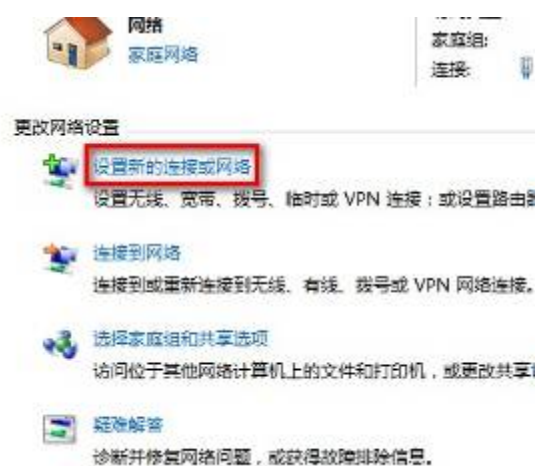 网络
家庭网络
家庭组:
连接:
更改网络设置
设置新的连接或网络
设置无线、宽带、拨号、临时或 VPN 连接；或设置路由器
连接到网络
连接到或重新连接到无线、有线、拨号或 VPN 网络连接。
选择家庭组和共享选项
访问位于其他网络计算机上的文件和打印机，或更改共享
疑难解答
诊断并修复网络问题，或获得故障排除信息。